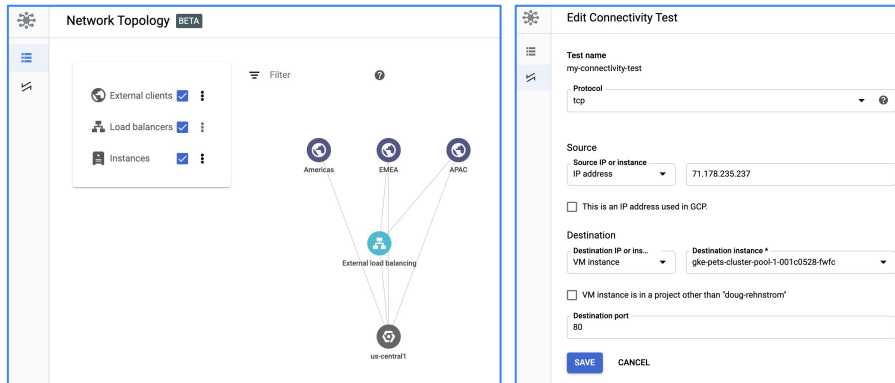 Network Topology BETA
Filter
External clients
Load balancers
Instances
Americas
EMEA
APAC
External load balancing
us-central1
Edit Connectivity Test
Test name
my-connectivity-test
Protocol
tcp
Source
Source IP or instance
IP address
71.178.235.237
This is an IP address used in GCP.
Destination
Destination IP or ins...
VM instance
Destination instance *
gke-pets-cluster-pool-1-001c0528-fwfc
VM instance is in a project other than "doug-rehnstrom"
Destination port
80
SAVE CANCEL